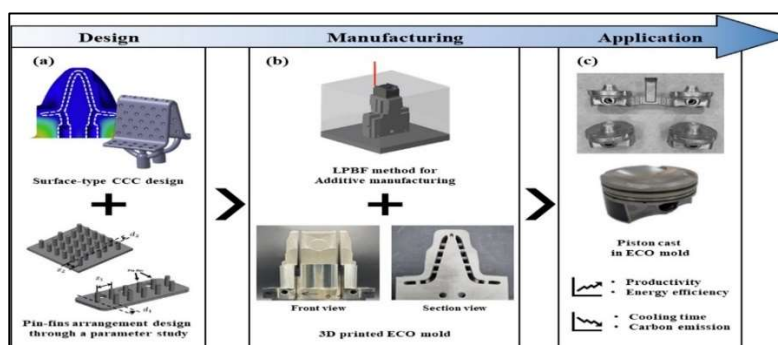 Design
Manufacturing
Application
(a)
Surface-type CCC design
Pin-fins arrangement design
through a parameter study
(b)
LPBF method for
Additive manufacturing
Front view
Section view
3D printed ECO mold
(c)
Piston cast
in ECO mold
• Productivity
• Energy efficiency
• Cooling time
• Carbon emission